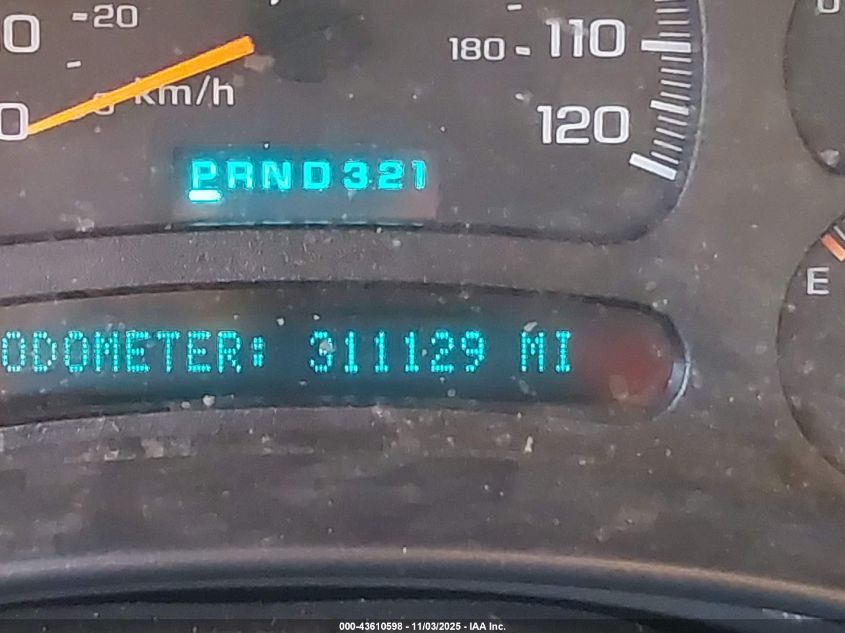 20
km/h
180 110
120
PRND321
ODOMETER: 311129 MI
E
000-43610598 - 11/03/2025 - IAA Inc.